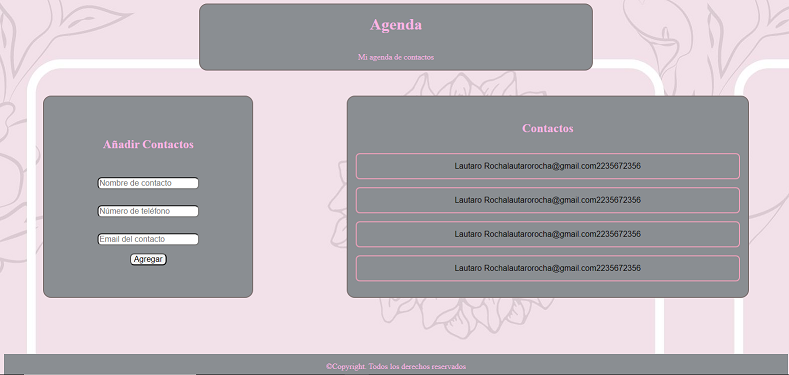 Agenda
Mi agenda de contactos
Añadir Contactos
Nombre de contacto
Número de teléfono
Email del contacto
Agregar
Contactos
Lautaro Rochalautarorocha@gmail.com2235672356
Lautaro Rochalautarorocha@gmail.com2235672356
Lautaro Rochalautarorocha@gmail.com2235672356
Lautaro Rochalautarorocha@gmail.com2235672356
©Copyright. Todos los derechos reservados